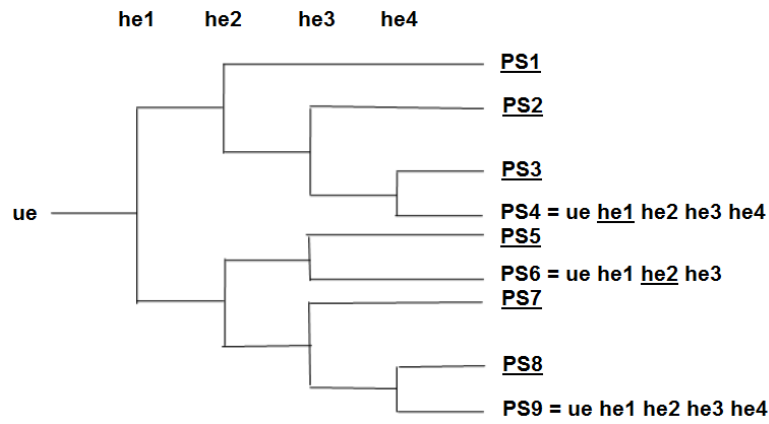 he1 he2 he3 he4
PS1
PS2
PS3
ue
PS4 = ue he1 he2 he3 he4
PS5
PS6 = ue he1 he2 he3
PS7
PS8
PS9 = ue he1 he2 he3 he4